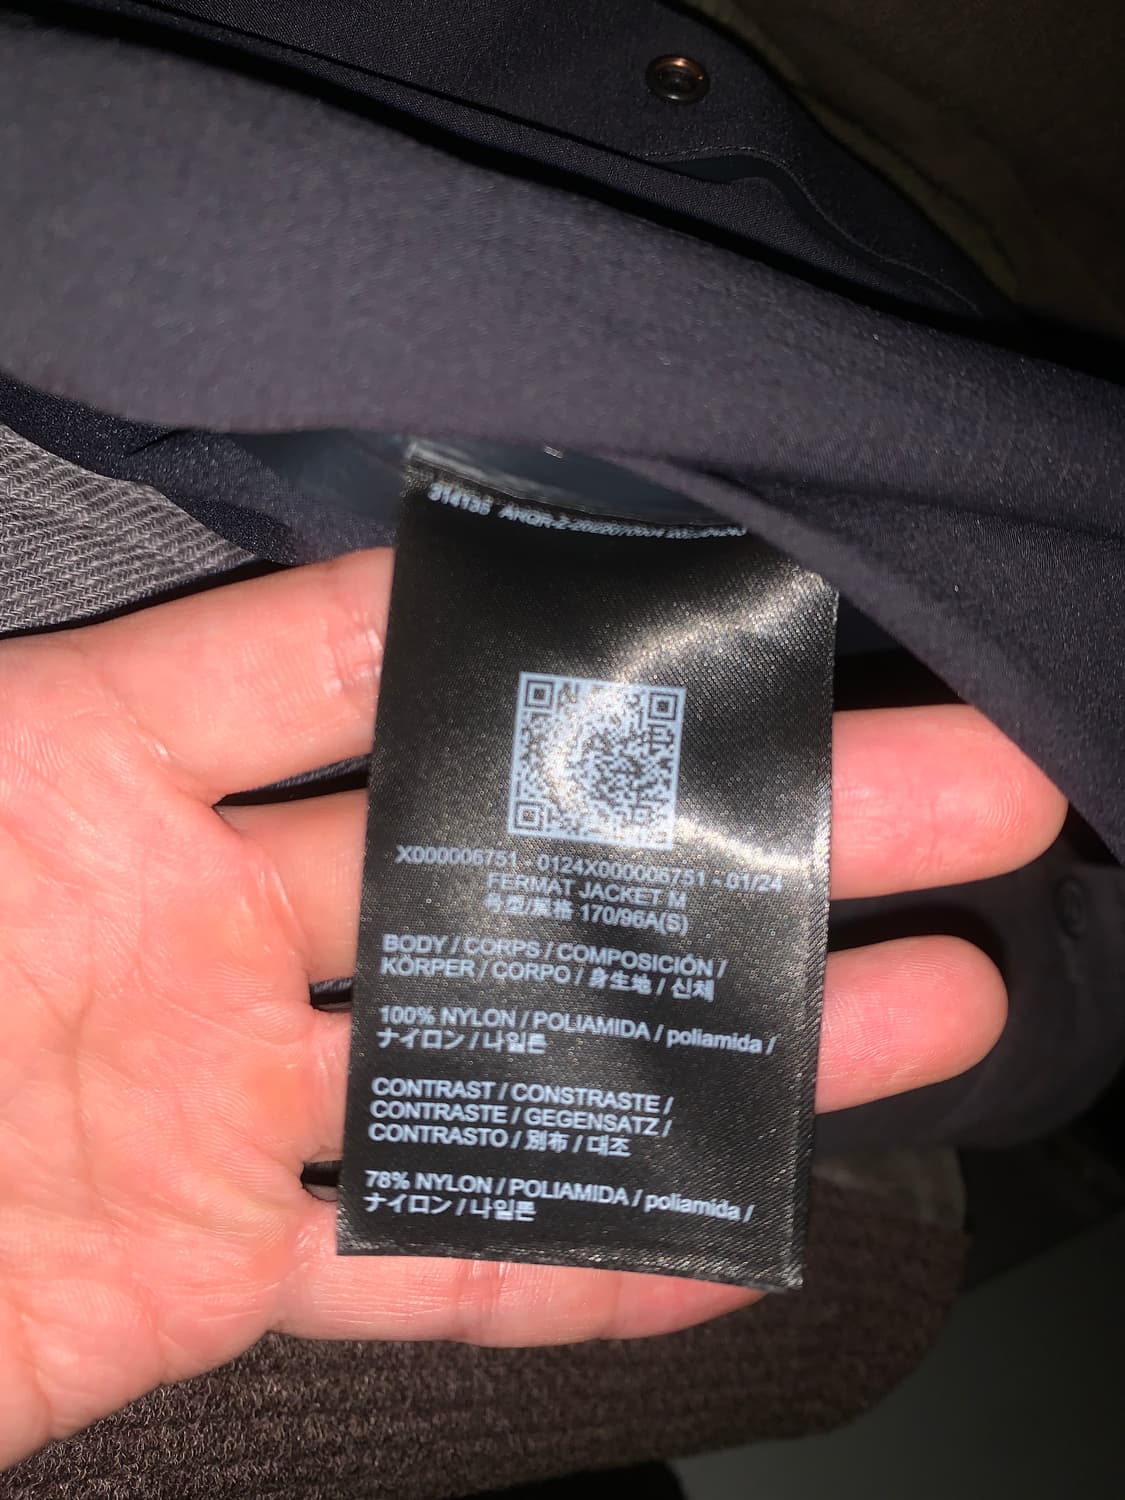 314135 ANQR-Z
X000006751 - 0124X000006751 - 01/24
FERMAT JACKET M
号型/规格 170/96A(S)
BODY / CORPS / COMPOSICIÓN /
KÖRPER / CORPO / 身生地 / 신체
100% NYLON / POLIAMIDA / poliamida /
ナイロン / 나일론
CONTRAST / CONSTRASTE /
CONTRASTE / GEGENSATZ /
CONTRASTO / 別布 / 대조
78% NYLON / POLIAMIDA / poliamida /
ナイロン / 나일론